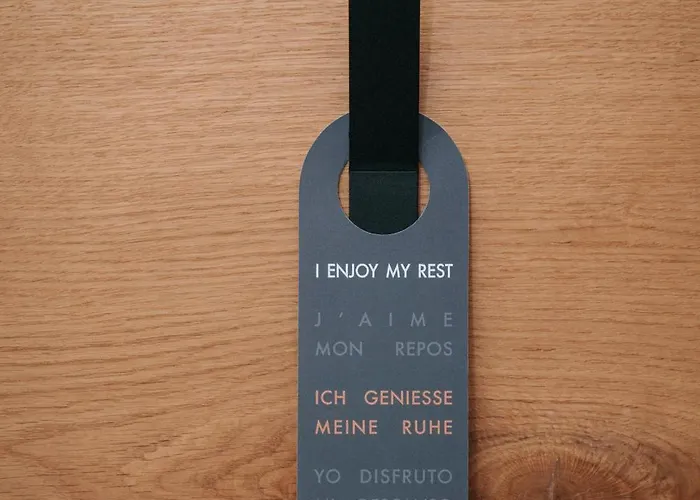 I ENJOY MY REST
J'AIME
MON REPOS
ICH GENIESSE
MEINE RUHE
YO DISFRUTO